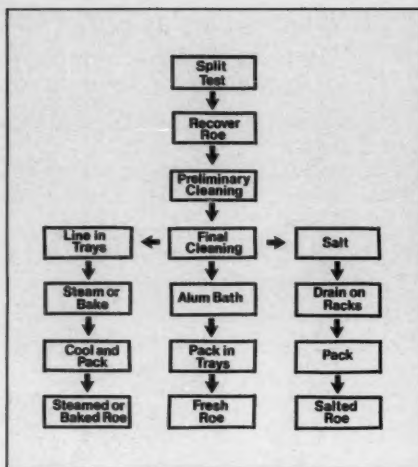 Split
Test
Recover
Roe
Preliminary
Cleaning
Line in
Trays
Final
Cleaning
Salt
Steam or
Bake
Alum Bath
Drain on
Racks
Cool and
Pack
Pack in
Trays
Pack
Steamed or
Baked Roe
Fresh
Roe
Salted
Roe